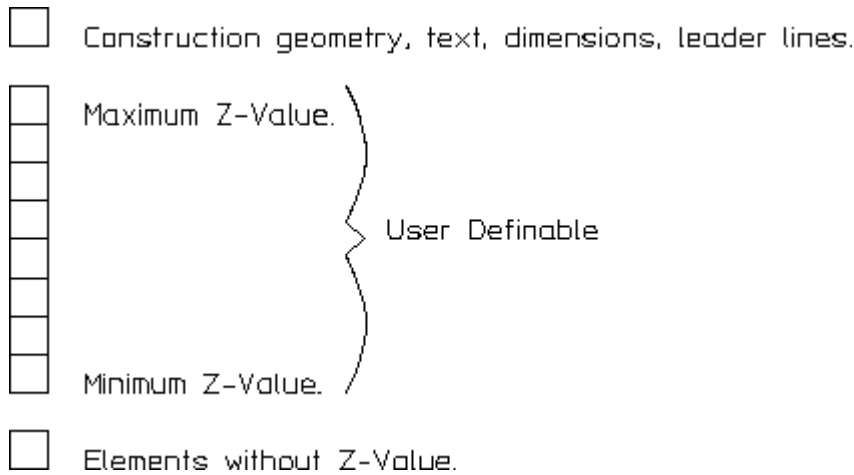 Construction geometry, text, dimensions, leader lines.
Maximum Z-Value.
User Definable
Minimum Z-Value.
Elements without Z-Value.